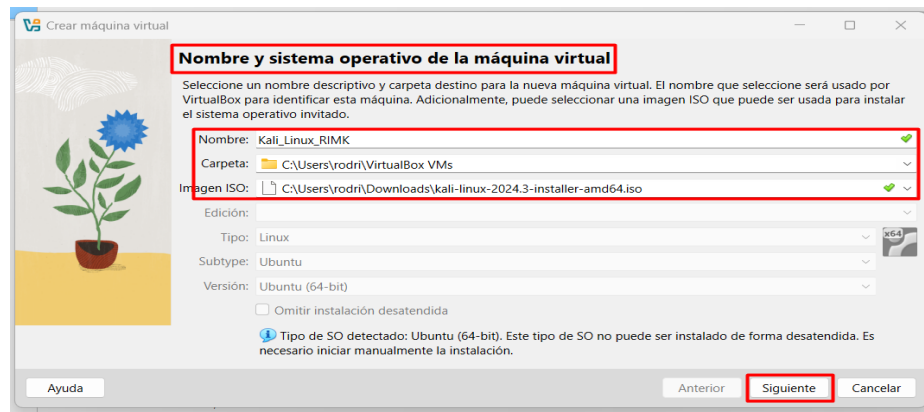 Crear máquina virtual
Nombre y sistema operativo de la máquina virtual
Seleccione un nombre descriptivo y carpeta destino para la nueva máquina virtual. El nombre que seleccione será usado por
VirtualBox para identificar esta máquina. Adicionalmente, puede seleccionar una imagen ISO que puede ser usada para instalar
el sistema operativo invitado.
Nombre: Kali_Linux_RIMK
Carpeta: C:\Users\rodri\VirtualBox VMs
Imagen ISO: C:\Users\rodri\Downloads\kali-linux-2024.3-installer-amd64.iso
Edición:
Tipo: Linux
x64
Subtype: Ubuntu
Versión: Ubuntu (64-bit)
Omitir instalación desatendida
Tipo de SO detectado: Ubuntu (64-bit). Este tipo de SO no puede ser instalado de forma desatendida. Es
necesario iniciar manualmente la instalación.
Ayuda Anterior Siguiente Cancelar